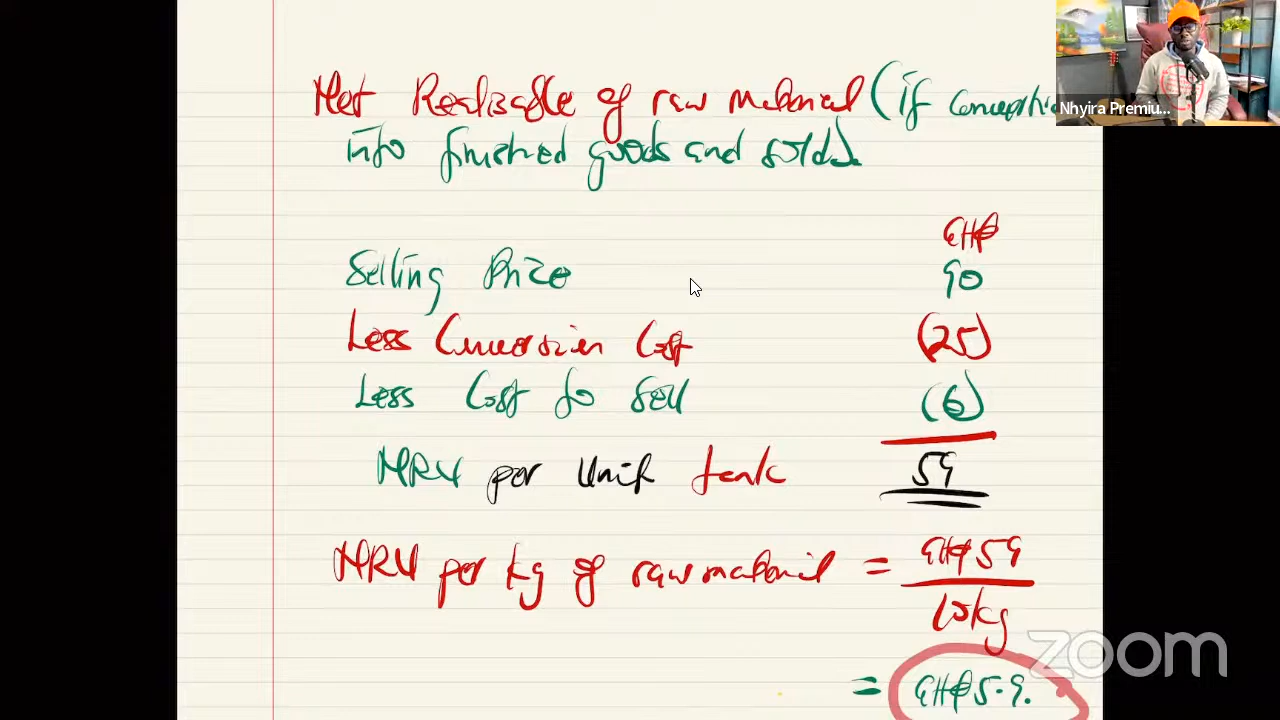 Net Realizable of raw material (if conversion
into finished goods and sold).
GH¢
Selling Price 90
Less Conversion Cost (25)
Less Cost to Sell (6)
NRV per Unit tank 59
NRV per kg of raw material = GH¢59
10kg
= GH¢5.9.
Nhyira Premiu...
zoom